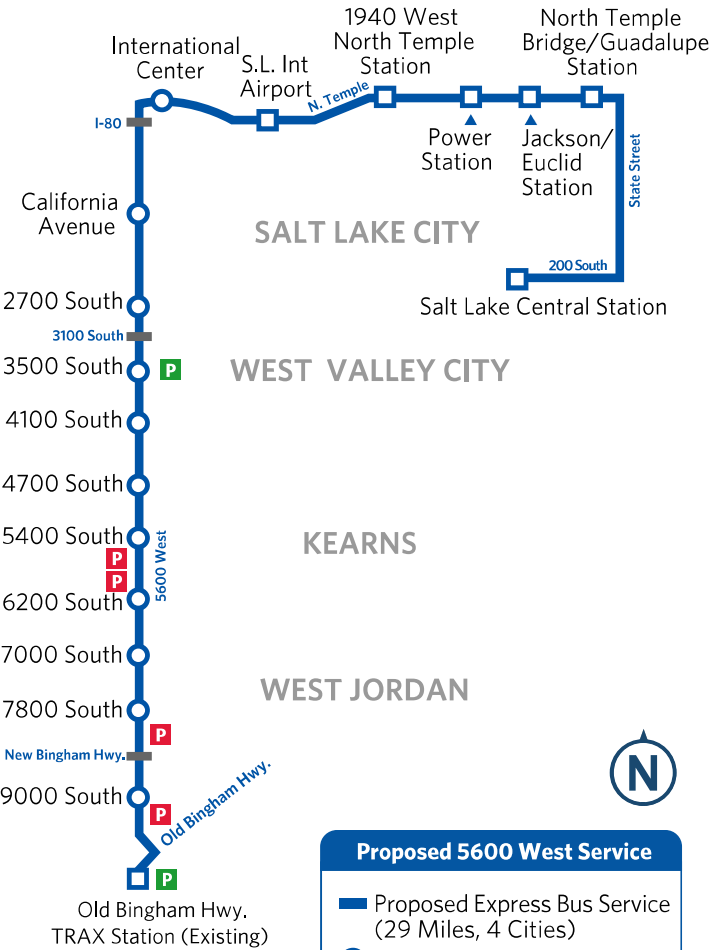 International
Center
S.L. Int
Airport
1940 West
North Temple
Station
North Temple
Bridge/Guadalupe
Station
N. Temple
I-80
Power
Station
Jackson/
Euclid
Station
State Street
California
Avenue
SALT LAKE CITY
200 South
Salt Lake Central Station
2700 South
3100 South
3500 South
P
WEST VALLEY CITY
4100 South
4700 South
5400 South
P
P
5600 West
KEARNS
6200 South
7000 South
WEST JORDAN
7800 South
P
New Bingham Hwy.
N
9000 South
P
Old Bingham Hwy.
P
Old Bingham Hwy.
TRAX Station (Existing)
Proposed 5600 West Service
Proposed Express Bus Service
(29 Miles, 4 Cities)